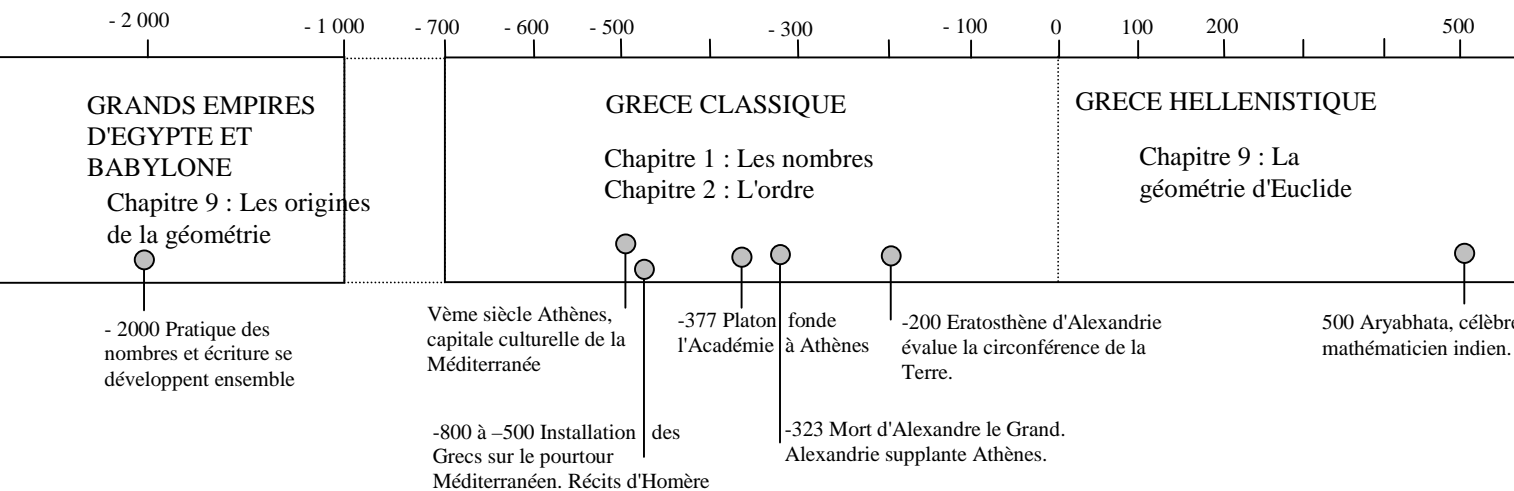 - 2 000
- 1 000
- 700
- 600
- 500
- 300
- 100
0
100
200
500
GRANDS EMPIRES
D'EGYPTE ET
BABYLONE
Chapitre 9 : Les origines
de la géométrie
GRECE CLASSIQUE
Chapitre 1 : Les nombres
Chapitre 2 : L'ordre
GRECE HELLENISTIQUE
Chapitre 9 : La
géométrie d'Euclide
- 2000 Pratique des
nombres et écriture se
développent ensemble
Vème siècle Athènes,
capitale culturelle de la
Méditerranée
-800 à –500 Installation des
Grecs sur le pourtour
Méditerranéen. Récits d'Homère
-377 Platon fonde
l'Académie à Athènes
-323 Mort d'Alexandre le Grand.
Alexandrie supplante Athènes.
-200 Eratosthène d'Alexandrie
évalue la circonférence de la
Terre.
500 Aryabhata, célèbre
mathématicien indien.